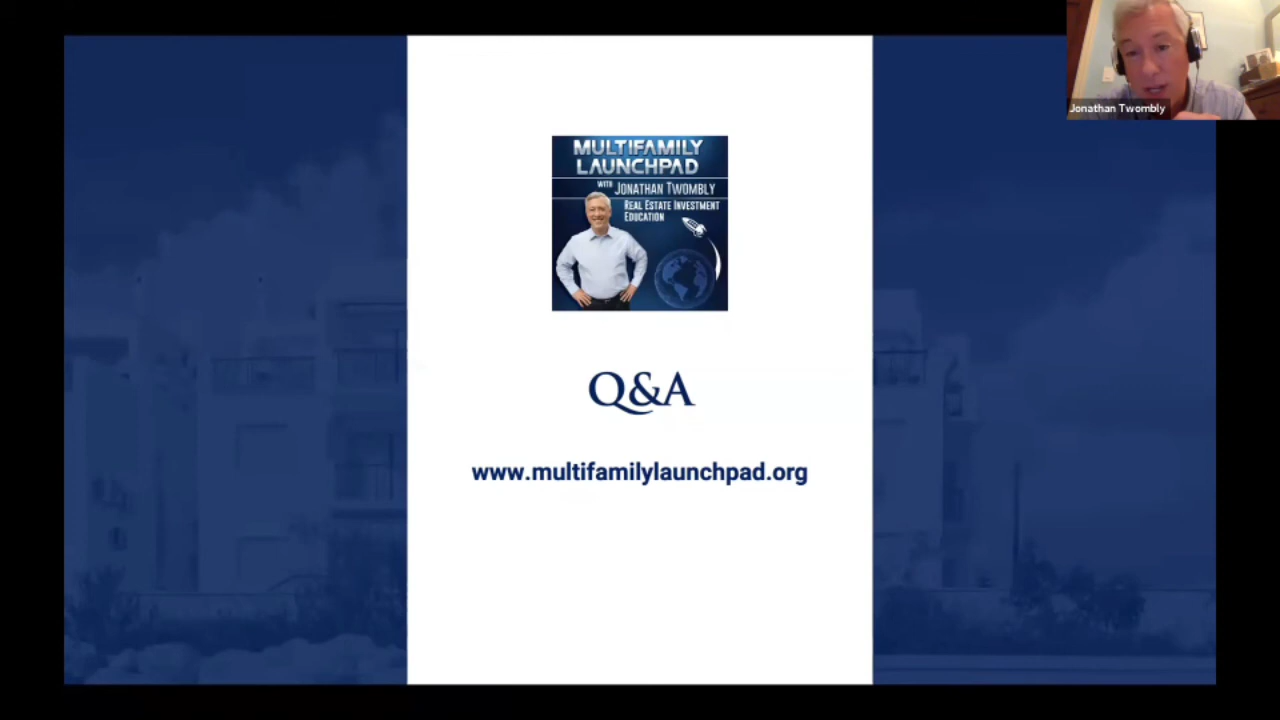 Jonathan Twombly
MULTIFAMILY
LAUNCHPAD
WITH JONATHAN TWOMBLY
REAL ESTATE INVESTMENT
EDUCATION
Q&A
www.multifamilylaunchpad.org